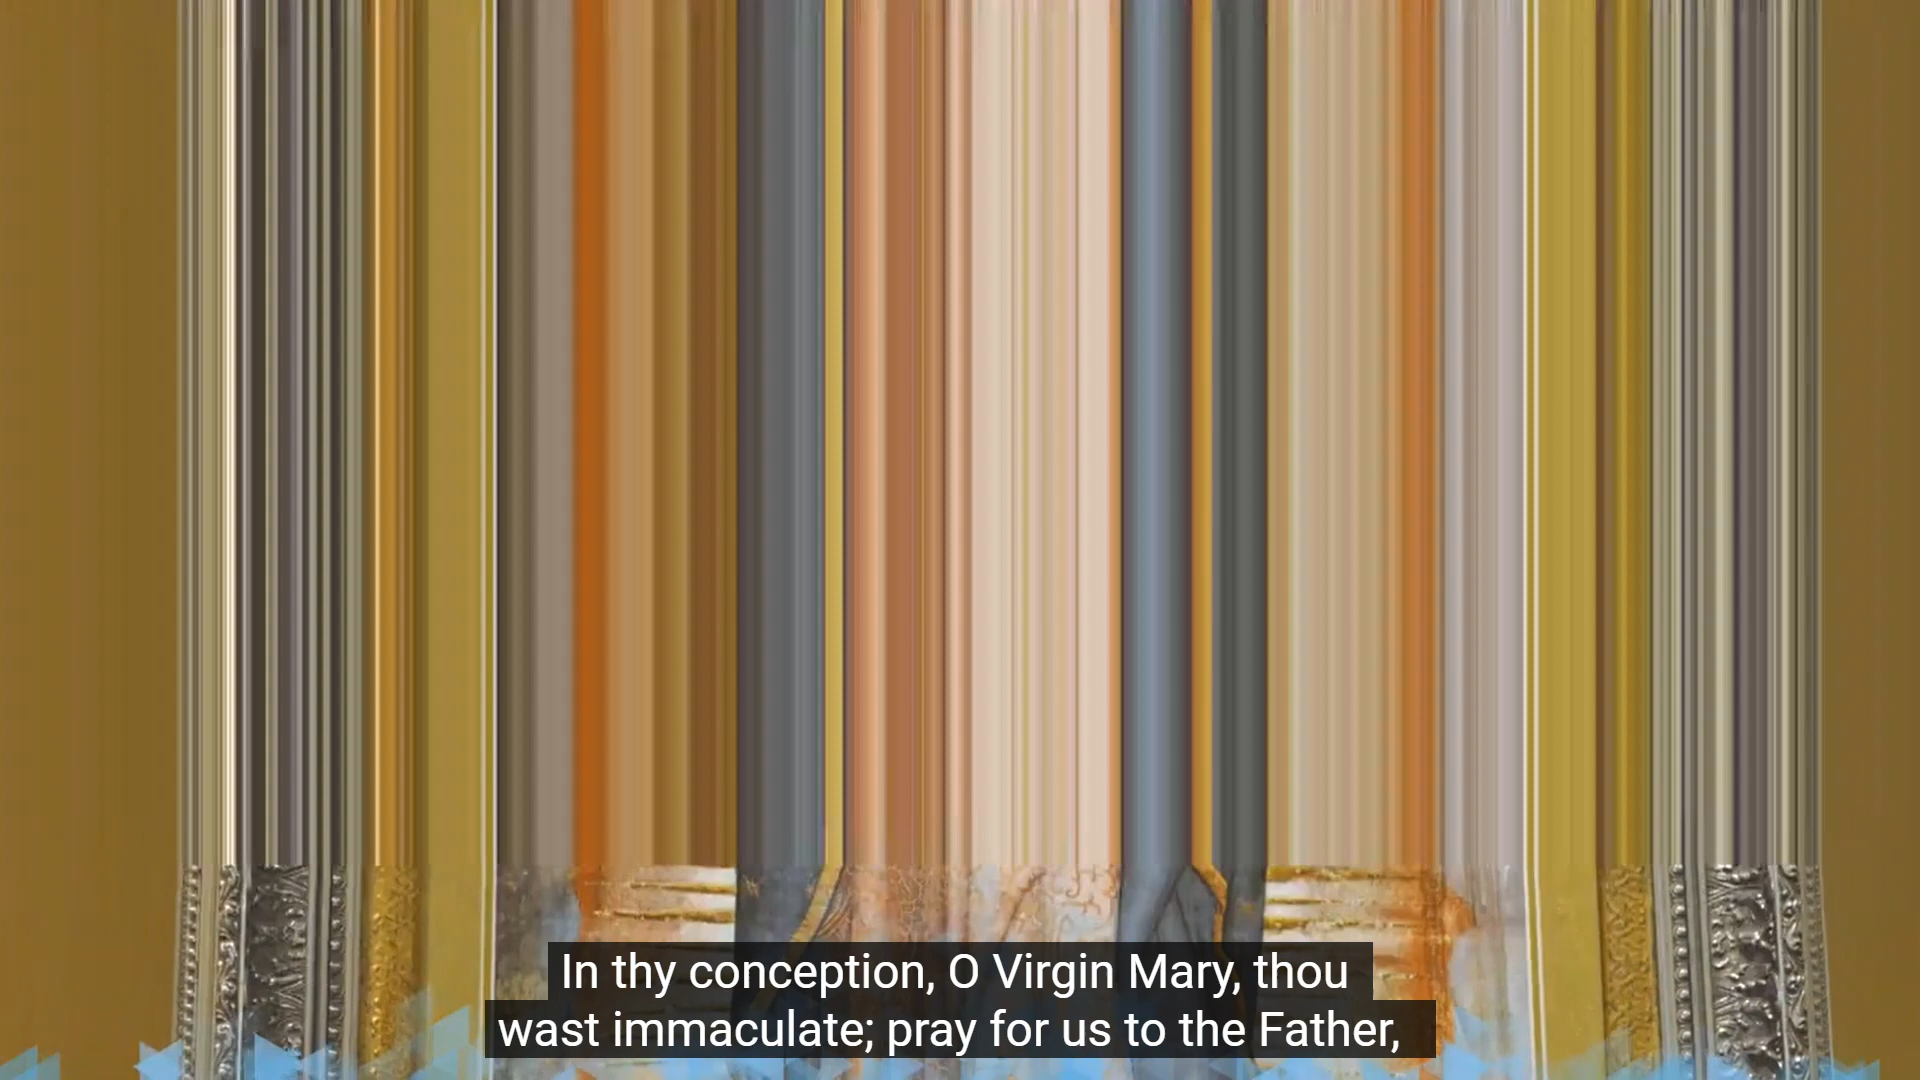 In thy conception, O Virgin Mary, thou
wast immaculate; pray for us to the Father,